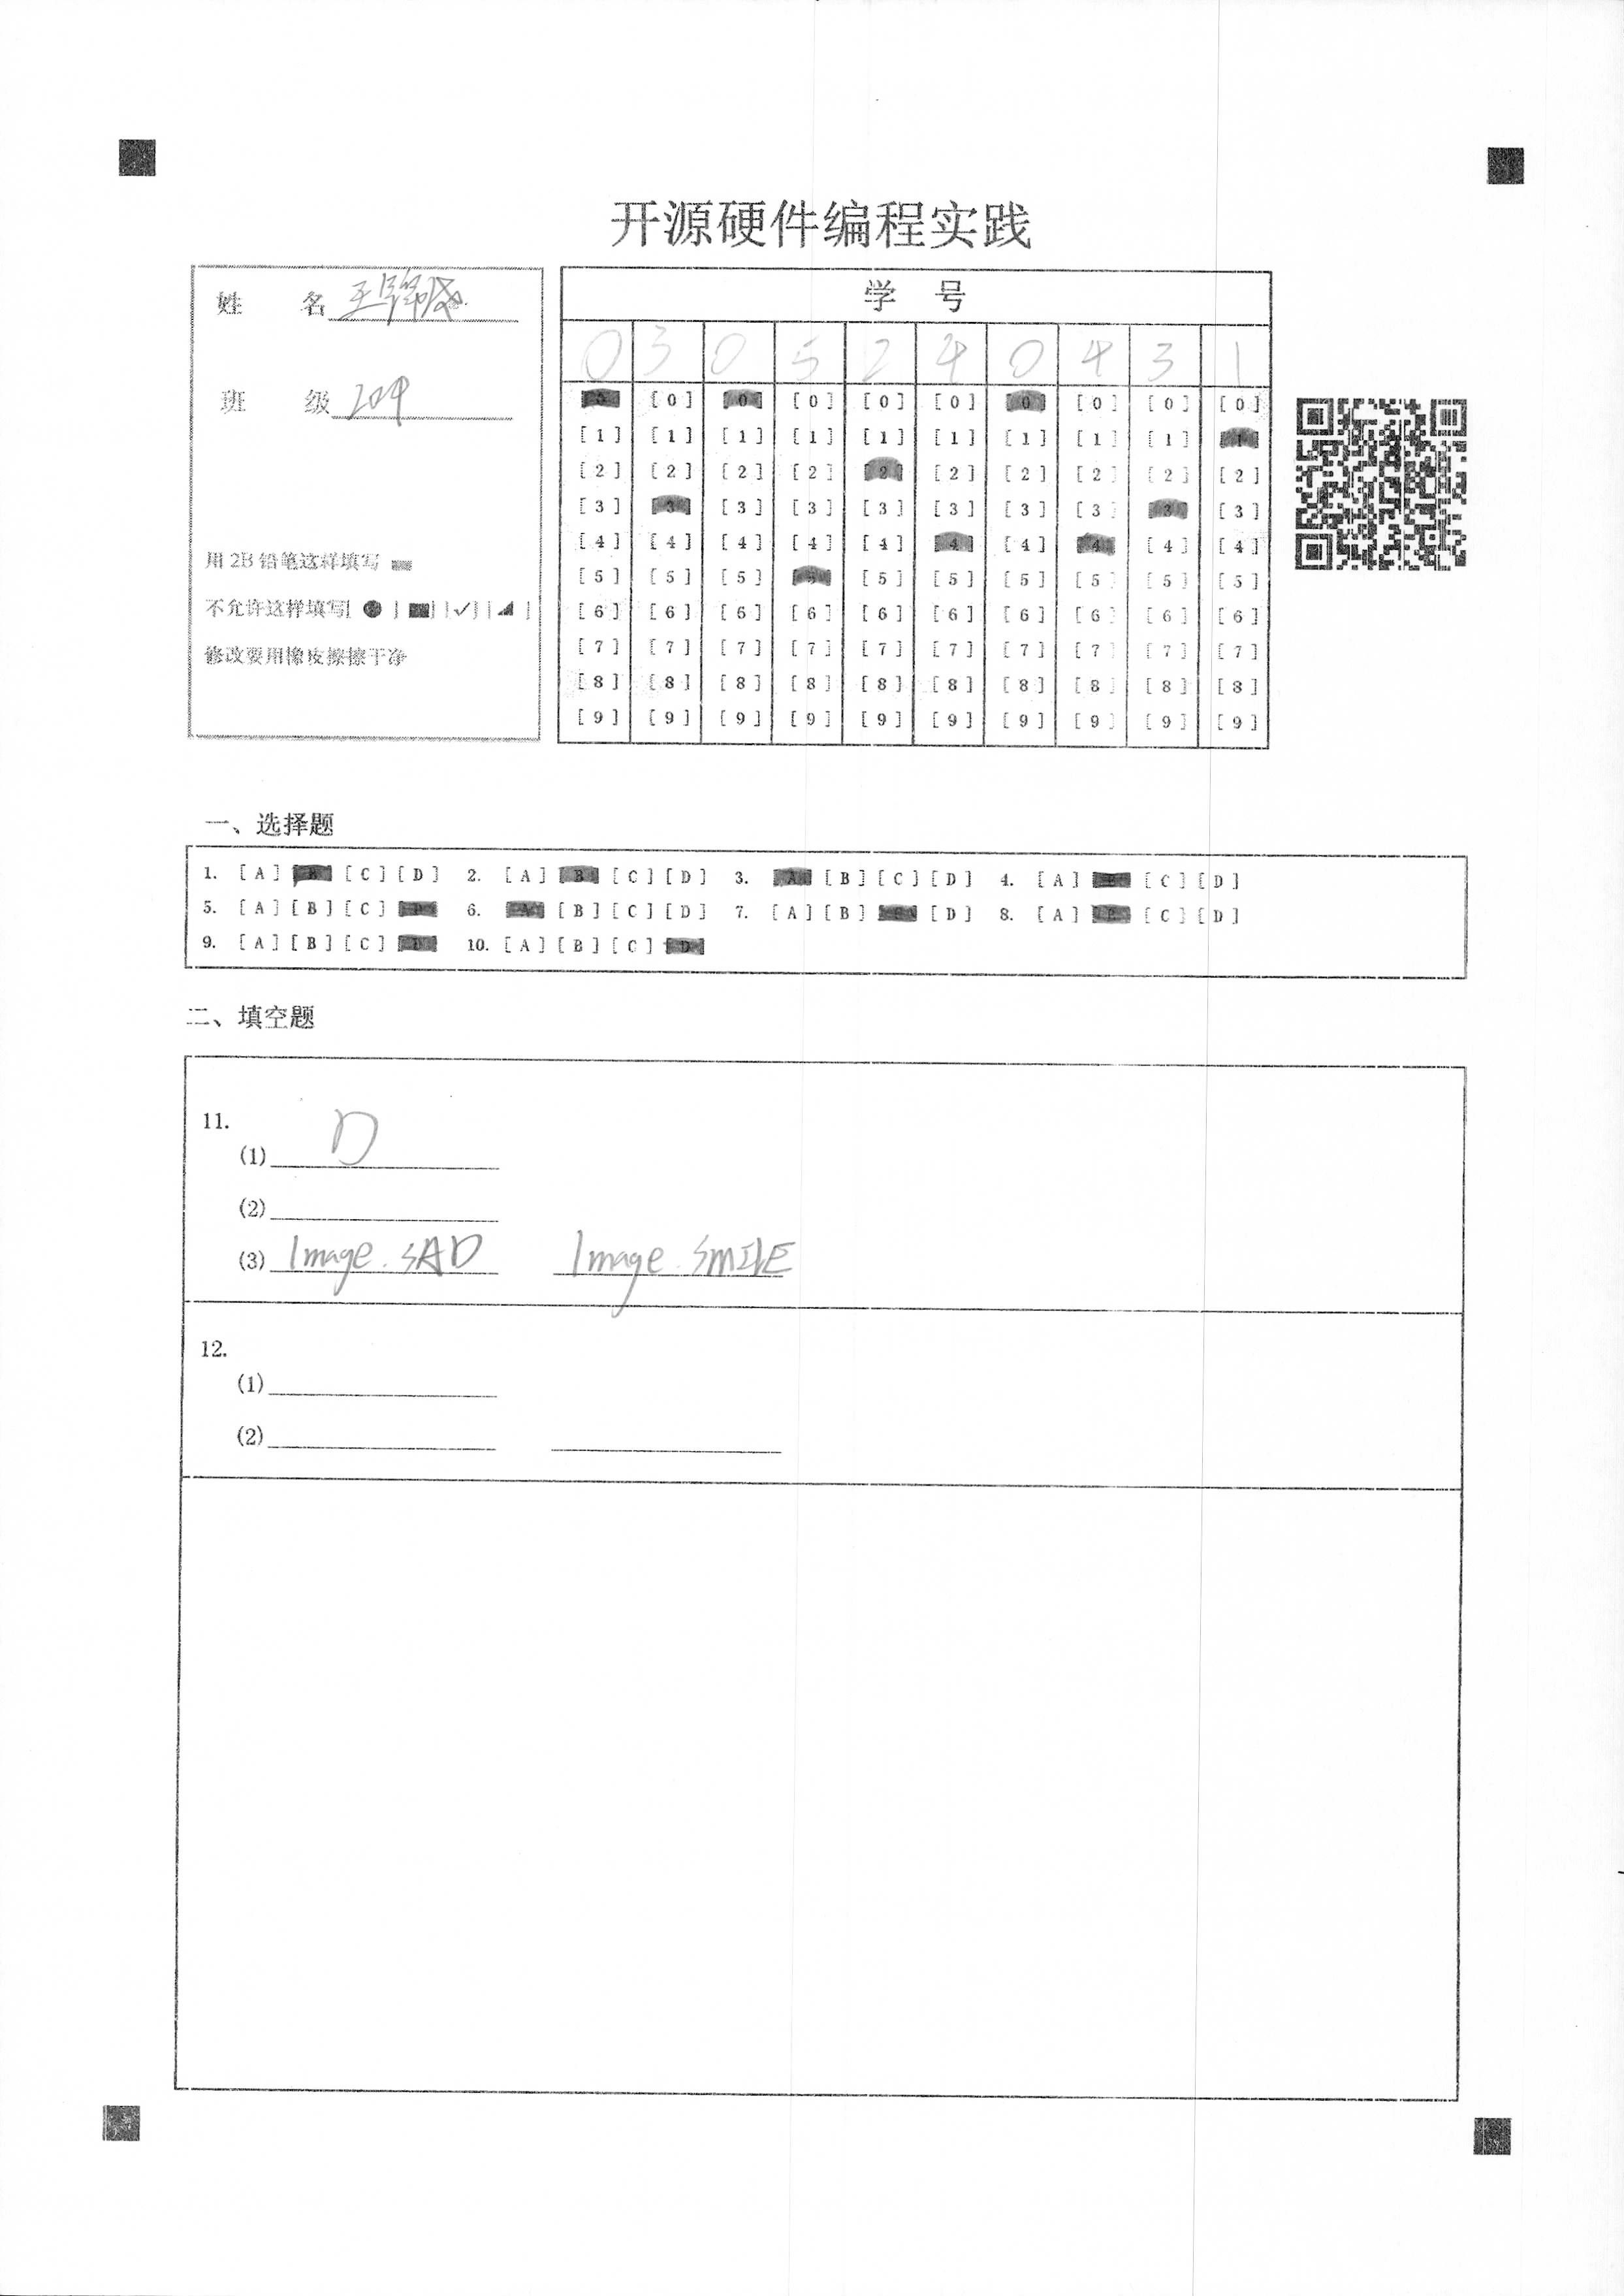 开源硬件编程实践
姓 名 王
班 级 204
用 2B 铅笔这样填写
不允许这样填写[ ● ] [■] [✓] [◢ ]
修改要用橡皮擦擦干净
学 号
0 3 0 5 2 4 0 4 3 1
[0] [0] [0] [0] [0] [0] [0] [0] [0] [0]
[1] [1] [1] [1] [1] [1] [1] [1] [1] [1]
[2] [2] [2] [2] [2] [2] [2] [2] [2] [2]
[3] [3] [3] [3] [3] [3] [3] [3] [3] [3]
[4] [4] [4] [4] [4] [4] [4] [4] [4] [4]
[5] [5] [5] [5] [5] [5] [5] [5] [5] [5]
[6] [6] [6] [6] [6] [6] [6] [6] [6] [6]
[7] [7] [7] [7] [7] [7] [7] [7] [7] [7]
[8] [8] [8] [8] [8] [8] [8] [8] [8] [8]
[9] [9] [9] [9] [9] [9] [9] [9] [9] [9]
一、选择题
1. [A] [B] [C] [D] 2. [A] [B] [C] [D] 3. [A] [B] [C] [D] 4. [A] [B] [C] [D]
5. [A] [B] [C] [D] 6. [A] [B] [C] [D] 7. [A] [B] [C] [D] 8. [A] [B] [C] [D]
9. [A] [B] [C] [D] 10. [A] [B] [C] [D]
二、填空题
11.
(1) D
(2)
(3) Image.SAD Image.SMILE
12.
(1)
(2)